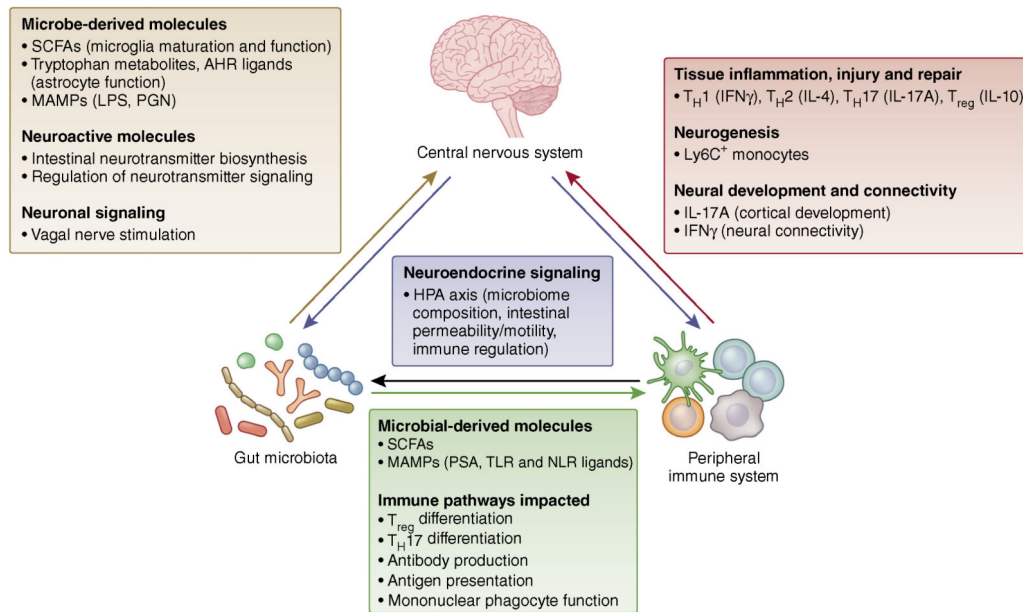 Microbe-derived molecules
• SCFAs (microglia maturation and function)
• Tryptophan metabolites, AHR ligands
(astrocyte function)
• MAMPs (LPS, PGN)
Neuroactive molecules
• Intestinal neurotransmitter biosynthesis
• Regulation of neurotransmitter signaling
Neuronal signaling
• Vagal nerve stimulation
Central nervous system
Tissue inflammation, injury and repair
• TH1 (IFNγ), TH2 (IL-4), TH17 (IL-17A), Treg (IL-10)
Neurogenesis
• Ly6C+ monocytes
Neural development and connectivity
• IL-17A (cortical development)
• IFNγ (neural connectivity)
Neuroendocrine signaling
• HPA axis (microbiome
composition, intestinal
permeability/motility,
immune regulation)
Gut microbiota
Peripheral
immune system
Microbial-derived molecules
• SCFAs
• MAMPs (PSA, TLR and NLR ligands)
Immune pathways impacted
• Treg differentiation
• TH17 differentiation
• Antibody production
• Antigen presentation
• Mononuclear phagocyte function